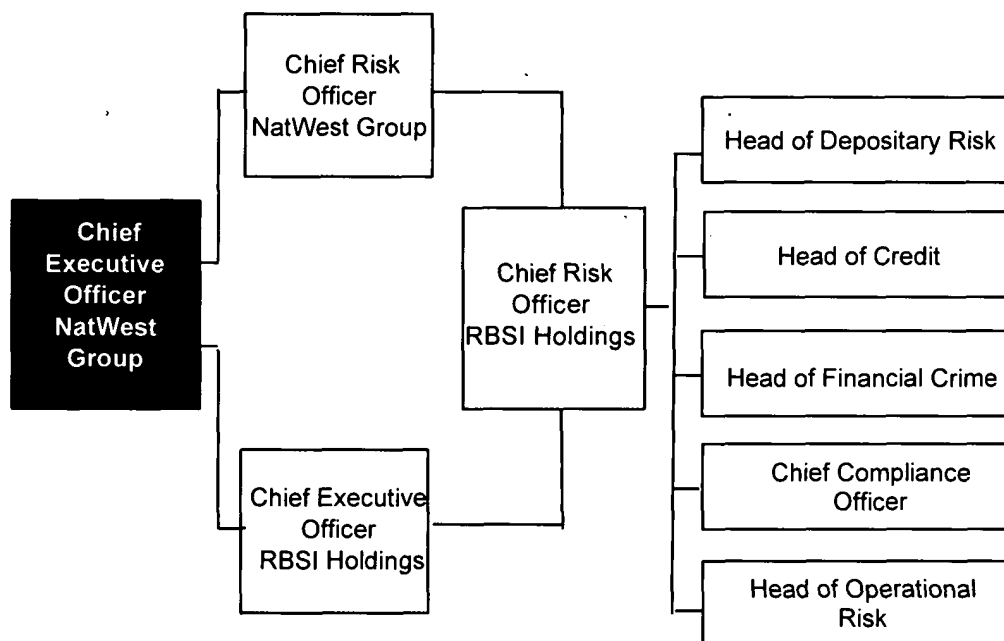 Chief Risk
Officer
NatWest Group
Chief
Executive
Officer
NatWest
Group
Chief Risk
Officer
RBSI Holdings
Chief Executive
Officer
RBSI Holdings
Head of Depositary Risk
Head of Credit
Head of Financial Crime
Chief Compliance
Officer
Head of Operational
Risk